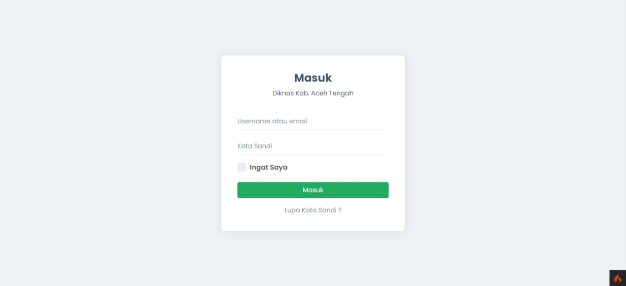 Masuk
Diknas Kab. Aceh Tengah
Username atau email
Kata Sandi
Ingat Saya
Masuk
Lupa Kata Sandi ?